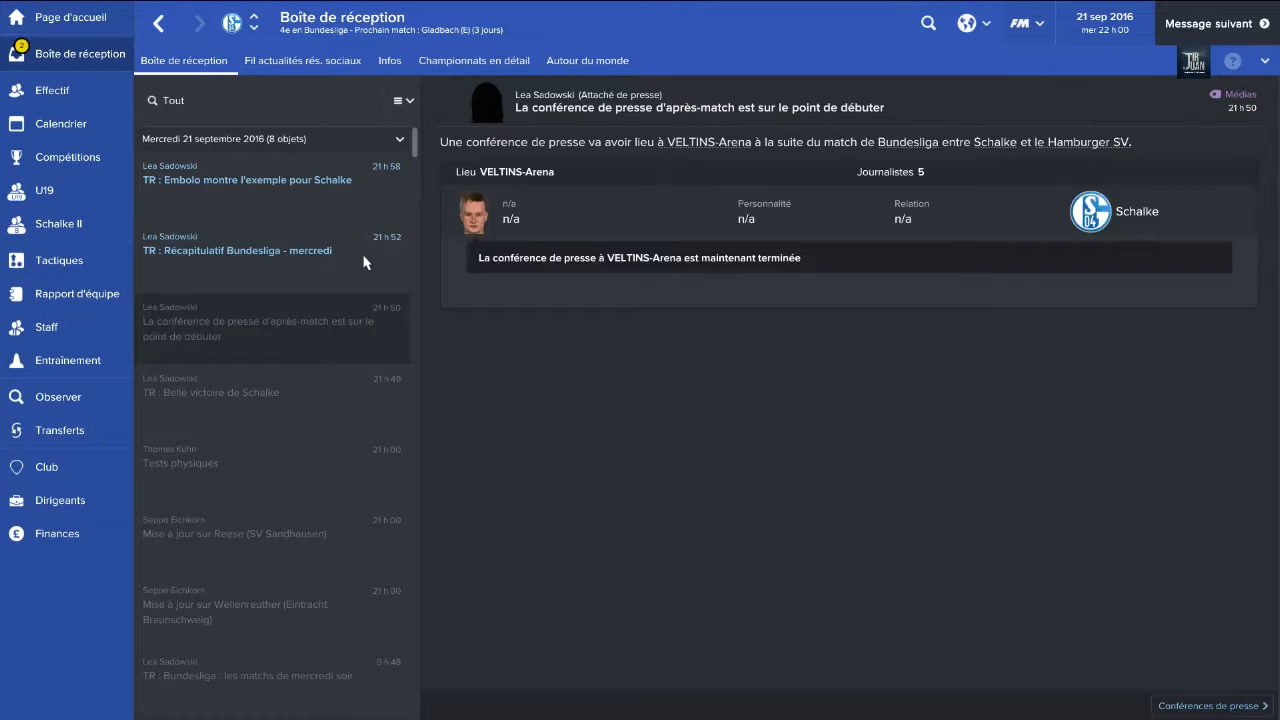 Page d'accueil
2
Boîte de réception
Effectif
Calendrier
Compétitions
U19
U19
Schalke II
B
Tactiques
Rapport d'équipe
Staff
Entraînement
Observer
Transferts
Club
Dirigeants
Finances
Boîte de réception
4e en Bundesliga - Prochain match : Gladbach (E) (3 jours)
FM
21 sep 2016
mer 22 h 00
Message suivant
Boîte de réception
Fil actualités rés. sociaux
Infos
Championnats en détail
Autour du monde
?
Tout
Mercredi 21 septembre 2016 (8 objets)
Lea Sadowski
21 h 58
TR : Embolo montre l'exemple pour Schalke
Lea Sadowski
21 h 52
TR : Récapitulatif Bundesliga - mercredi
Lea Sadowski
21 h 50
La conférence de presse d'après-match est sur le
point de débuter
Lea Sadowski
21 h 49
TR : Belle victoire de Schalke
Thomas Kühn
21 h 00
Tests physiques
Seppo Eichkorn
21 h 00
Mise à jour sur Reese (SV Sandhausen)
Seppo Eichkorn
21 h 00
Mise à jour sur Wellenreuther (Eintracht
Braunschweig)
Lea Sadowski
9 h 48
TR : Bundesliga : les matchs de mercredi soir
Lea Sadowski (Attaché de presse)
La conférence de presse d'après-match est sur le point de débuter
Médias
21 h 50
Une conférence de presse va avoir lieu à VELTINS-Arena à la suite du match de Bundesliga entre Schalke et le Hamburger SV.
Lieu VELTINS-Arena
Journalistes 5
n/a
n/a
Personnalité
n/a
Relation
n/a
Schalke
La conférence de presse à VELTINS-Arena est maintenant terminée
Conférences de presse